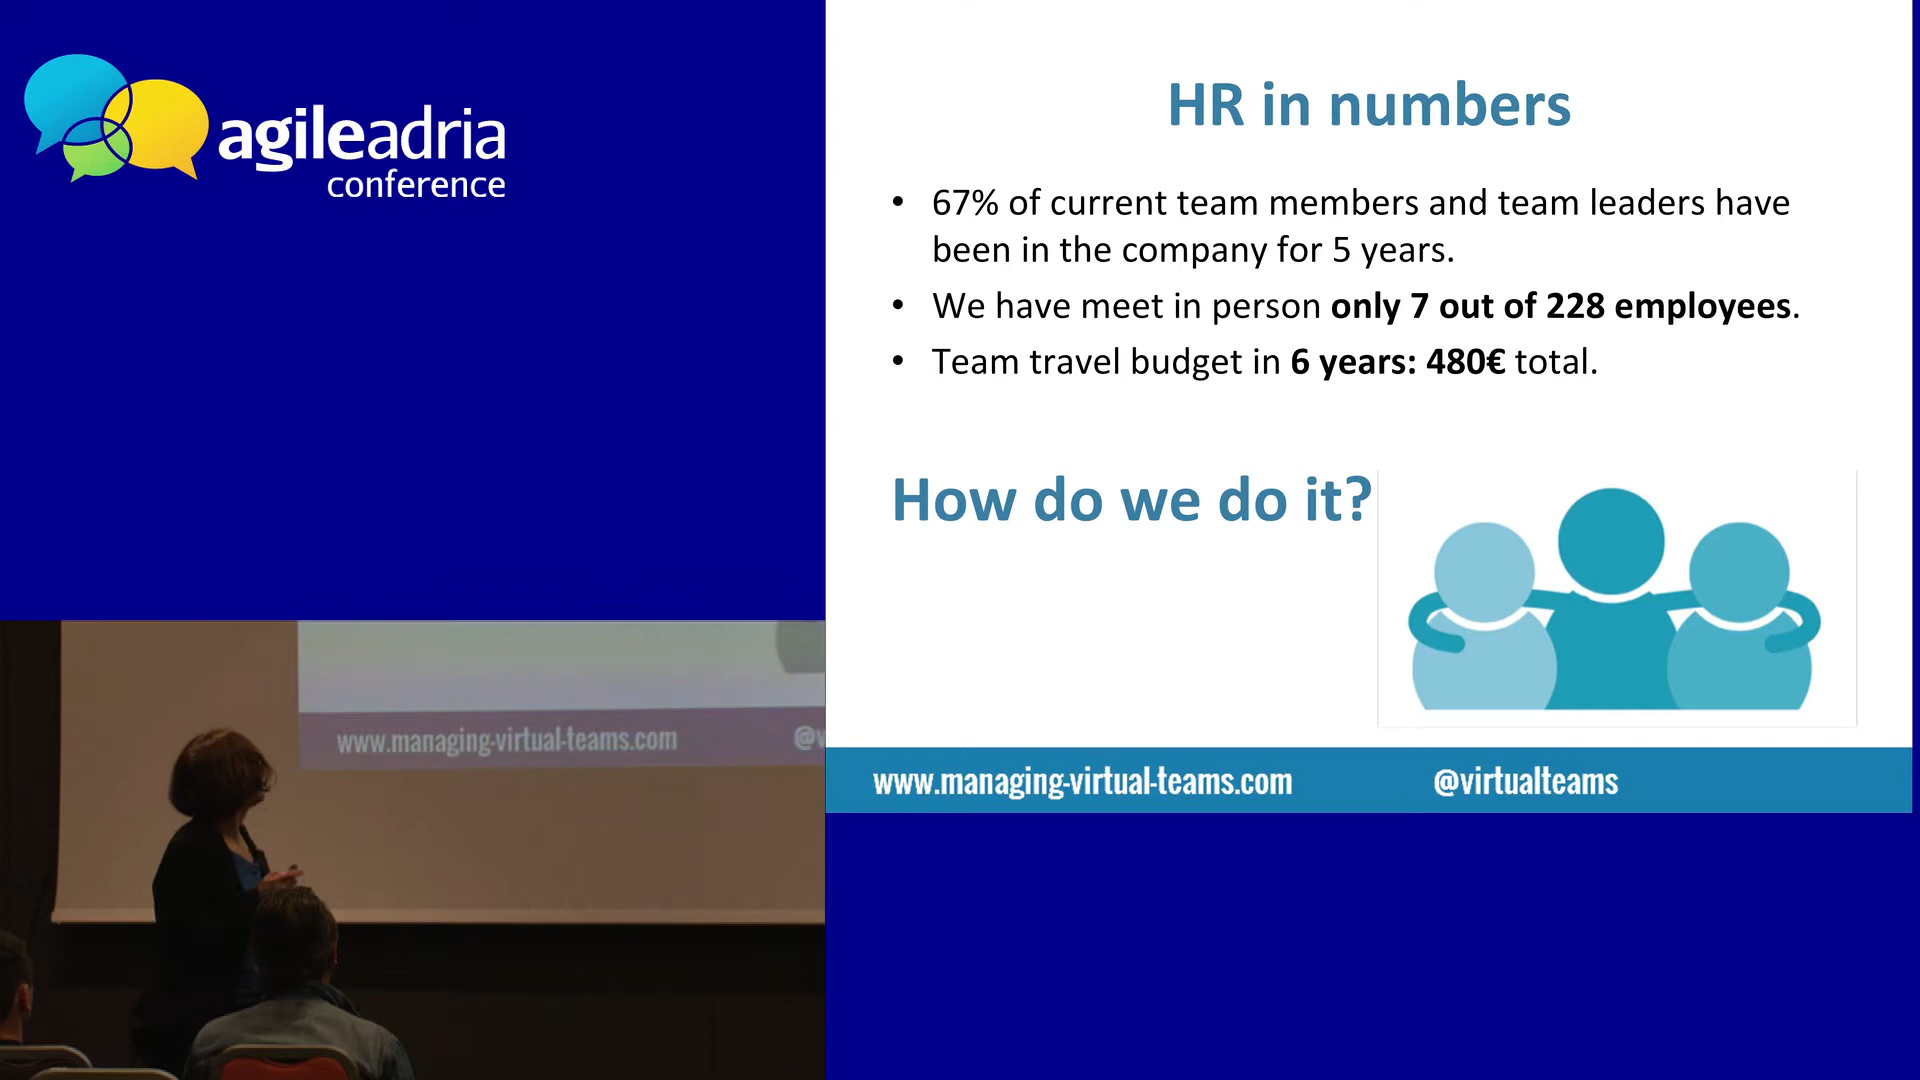 agileadria
conference
HR in numbers
• 67% of current team members and team leaders have
been in the company for 5 years.
• We have meet in person only 7 out of 228 employees.
• Team travel budget in 6 years: 480€ total.
How do we do it?
www.managing-virtual-teams.com @virtualteams
www.managing-virtual-teams.com @v